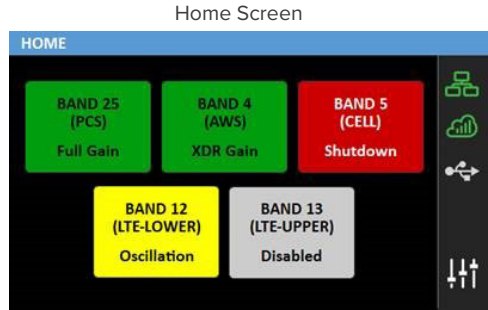 Home Screen
HOME
BAND 25
(PCS)
Full Gain
BAND 4
(AWS)
XDR Gain
BAND 5
(CELL)
Shutdown
BAND 12
(LTE-LOWER)
Oscillation
BAND 13
(LTE-UPPER)
Disabled